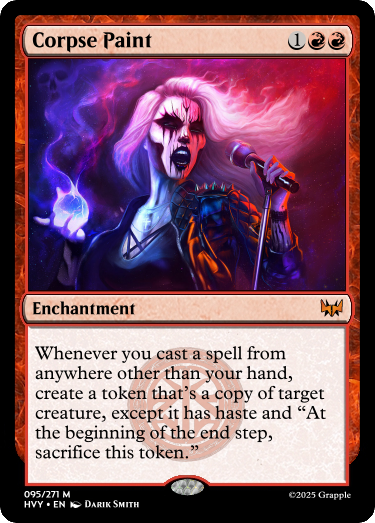 Corpse Paint 1
Enchantment
Whenever you cast a spell from
anywhere other than your hand,
create a token that's a copy of target
creature, except it has haste and “At
the beginning of the end step,
sacrifice this token.”
095/271 M
HVY • EN Darik Smith
©2025 Grapple